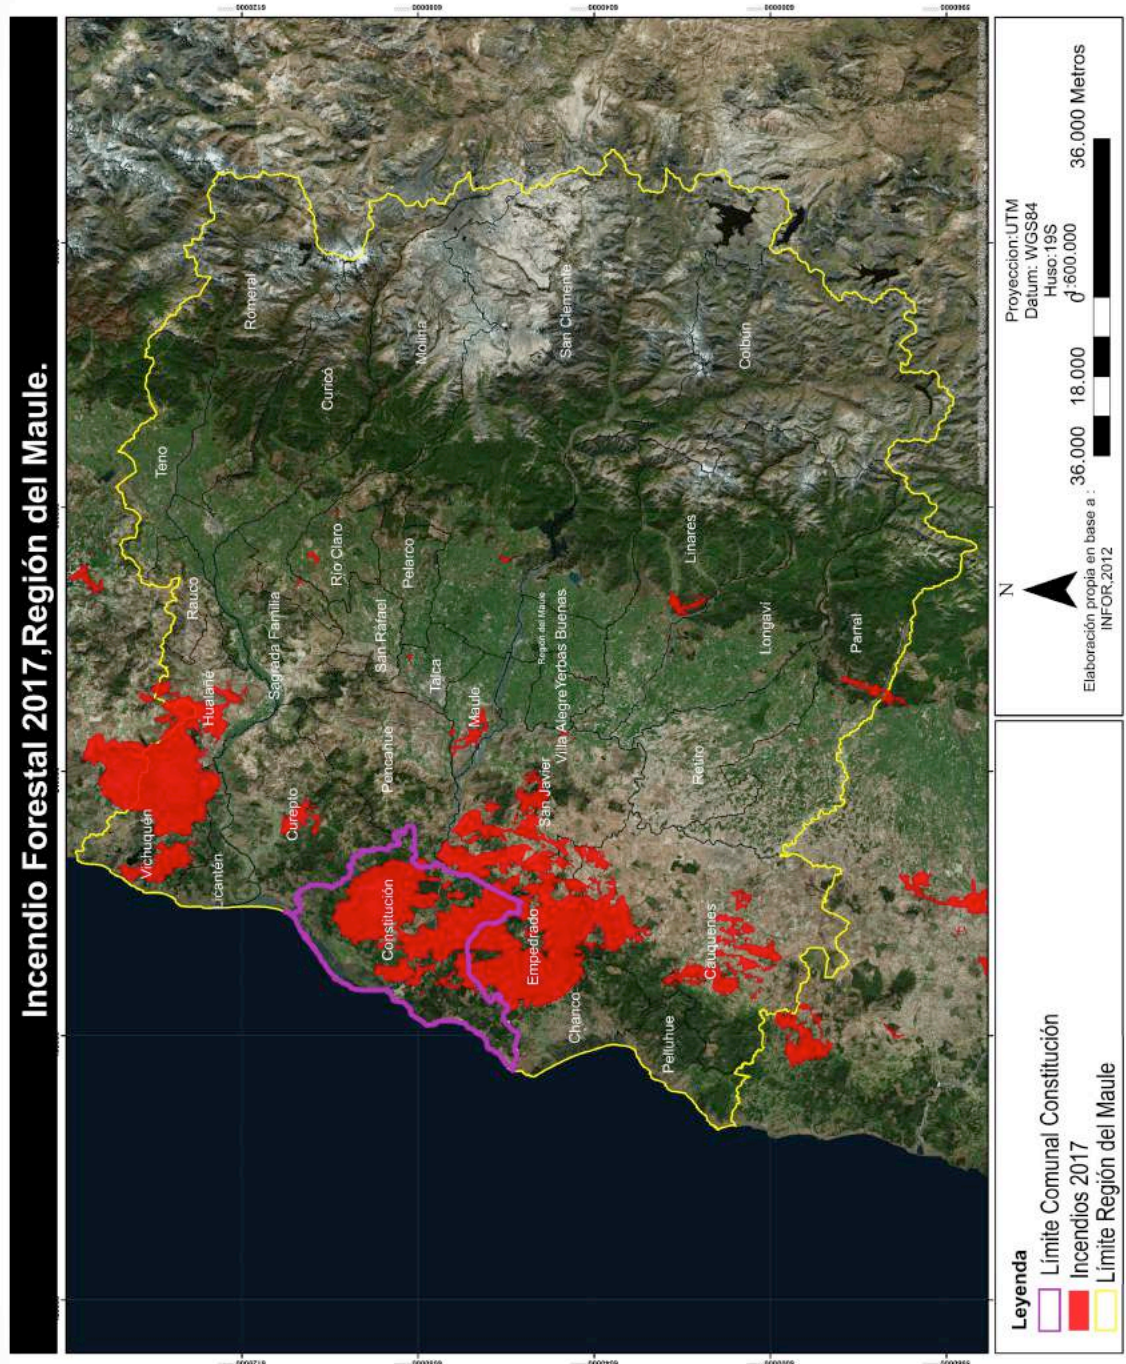 Incendio Forestal 2017,Región del Maule.
Vichuquén
Licantén
Hualañe
Rauco
Teno
Romeral
Curicó
Sagrada Familia
Curepto
Constitución
Pencahue
San Rafael
Río Claro
Pelarco
Molina
Talca
Maule
Región del Maule
San Clemente
Empedrado
San Javier
Villa Alegre
Yerbas Buenas
Chanco
Pelluhue
Cauquenes
Retiro
Linares
Longaví
Colbun
Parral
Leyenda
Límite Comunal Constitución
Incendios 2017
Límite Región del Maule
N
Elaboración propia en base a :
INFOR,2012
Proyeccion:UTM
Datum: WGS84
Huso:19S
1:600.000
36.000 18.000 0 36.000 Metros